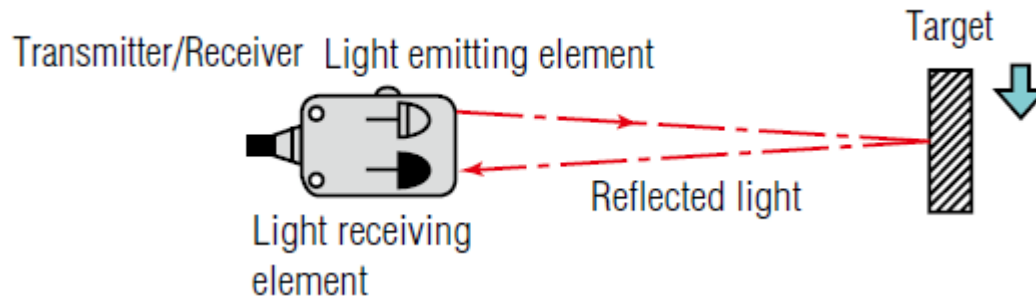 Transmitter/Receiver
Light emitting element
Target
Reflected light
Light receiving
element